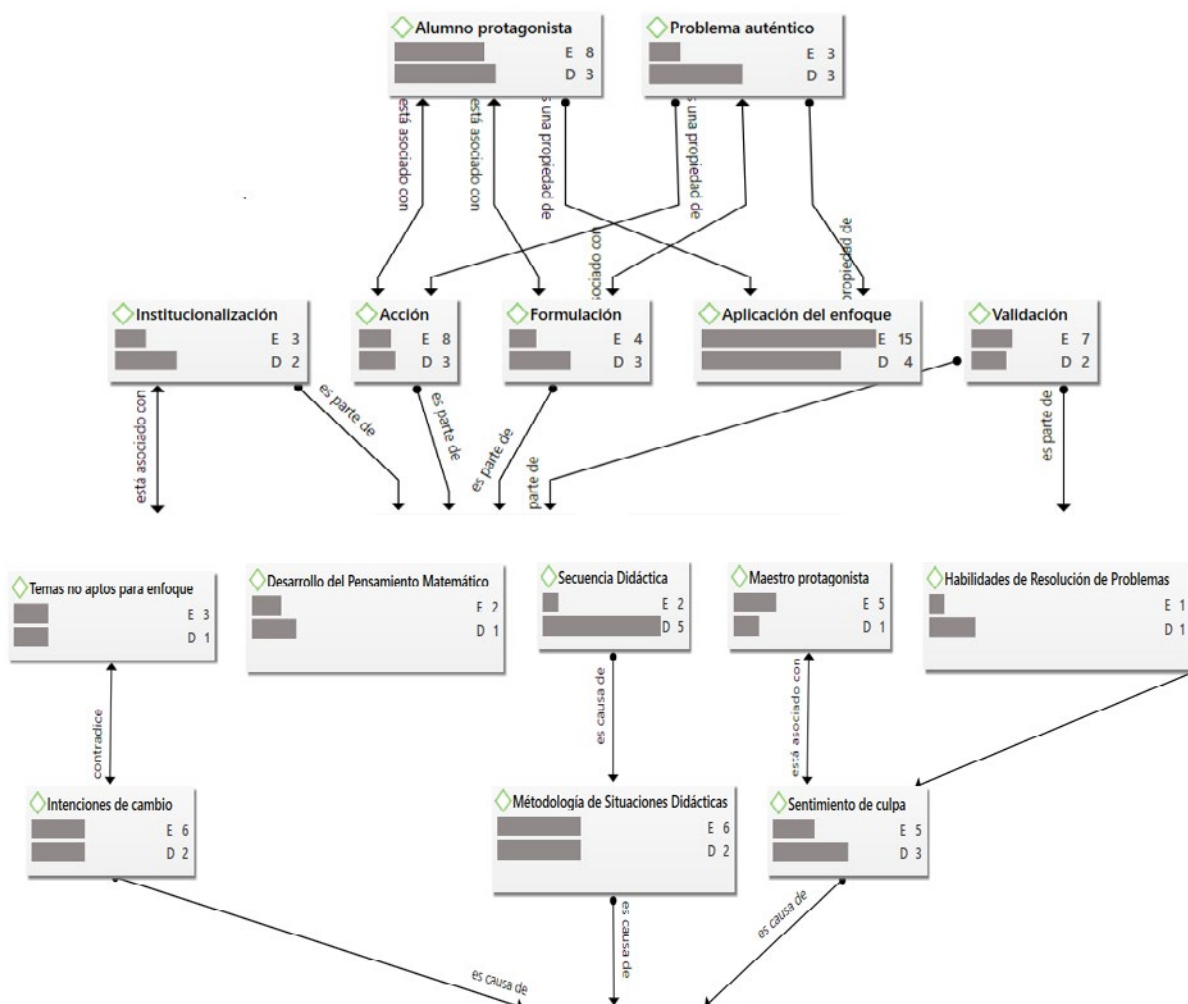 Alumno protagonista
E 8
D 3
Problema auténtico
E 3
D 3
está asociado con
está asociado con
s una propiedad de
s una propiedad de
sociado con
propiedad de
Institucionalización
E 3
D 2
Acción
E 8
D 3
Formulación
E 4
D 3
Aplicación del enfoque
E 15
D 4
Validación
E 7
D 2
está asociado con
es parte de
es parte de
es parte de
parte de
es parte de
Temas no aptos para enfoque
E 3
D 1
Desarrollo del Pensamiento Matemático
E 2
D 1
Secuencia Didáctica
E 2
D 5
Maestro protagonista
E 5
D 1
Habilidades de Resolución de Problemas
E 1
D 1
contradice
es causa de
está asociado con
Intenciones de cambio
E 6
D 2
Métodología de Situaciones Didácticas
E 6
D 2
Sentimiento de culpa
E 5
D 3
es causa de
es causa de
es causa de